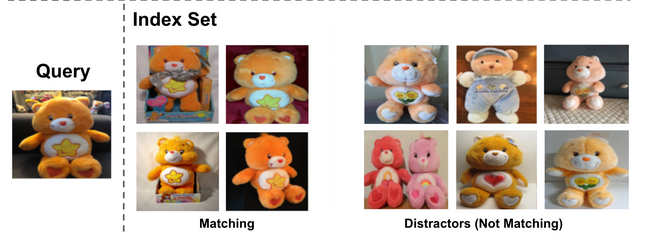 Index Set
Query
Matching
Distractors (Not Matching)